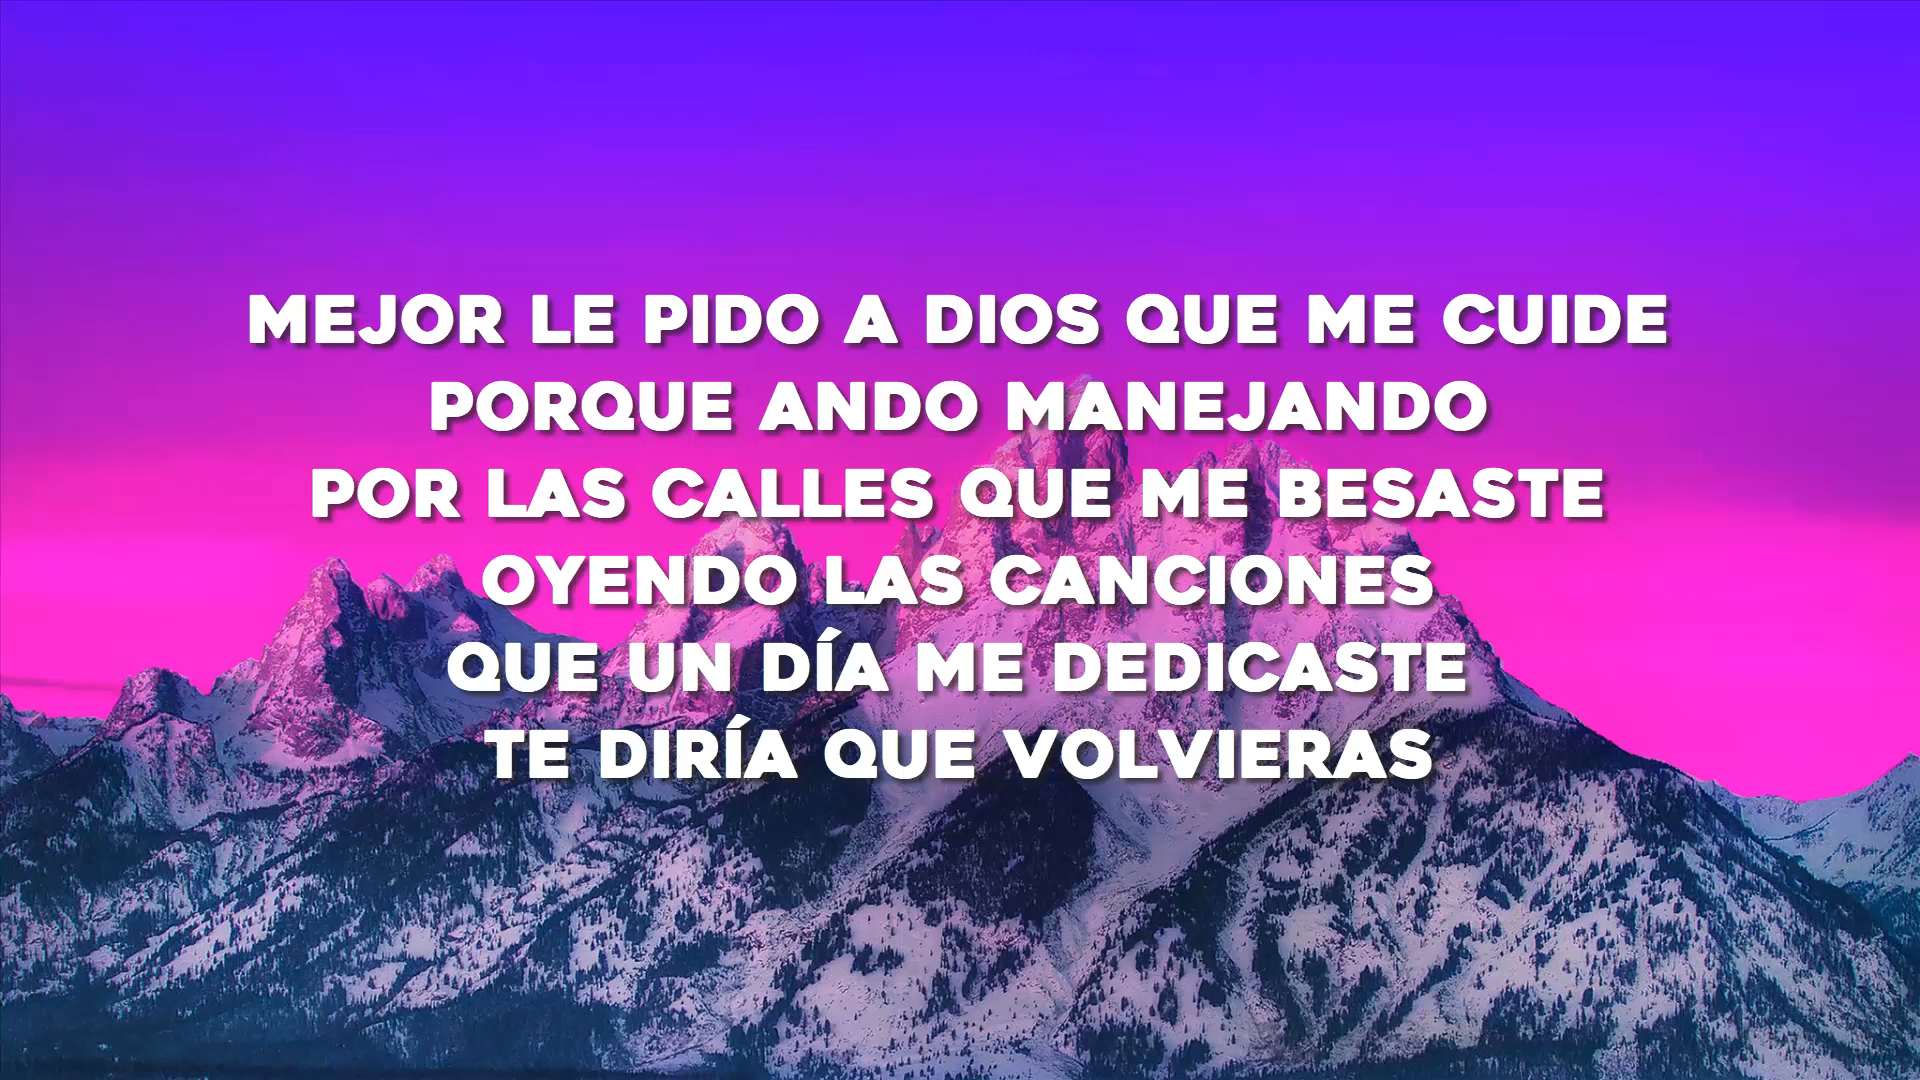 MEJOR LE PIDO A DIOS QUE ME CUIDE
PORQUE ANDO MANEJANDO
POR LAS CALLES QUE ME BESASTE
OYENDO LAS CANCIONES
QUE UN DÍA ME DEDICASTE
TE DIRÍA QUE VOLVIERAS